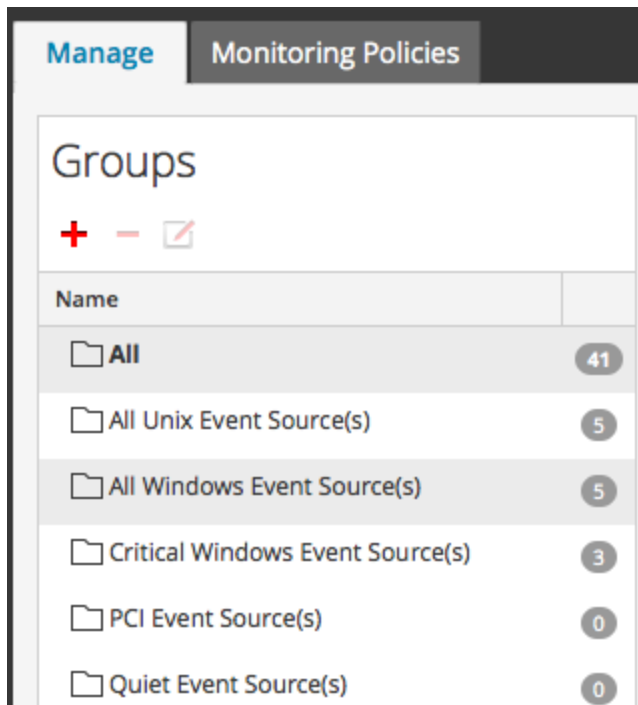 Manage Monitoring Policies
Groups
Name
All 41
All Unix Event Source(s) 5
All Windows Event Source(s) 5
Critical Windows Event Source(s) 3
PCI Event Source(s) 0
Quiet Event Source(s) 0